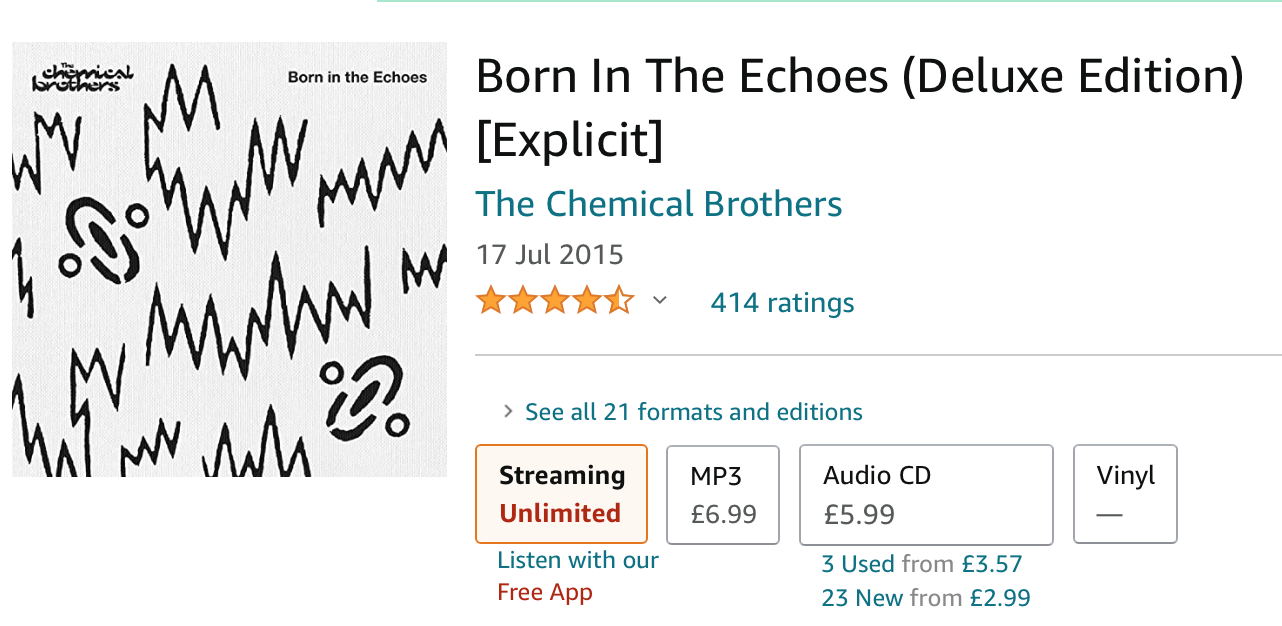 The
chemical
brothers
Born in the Echoes
Born In The Echoes (Deluxe Edition)
[Explicit]
The Chemical Brothers
17 Jul 2015
414 ratings
See all 21 formats and editions
Streaming
Unlimited
Listen with our
Free App
MP3
£6.99
Audio CD
£5.99
3 Used from £3.57
23 New from £2.99
Vinyl
—